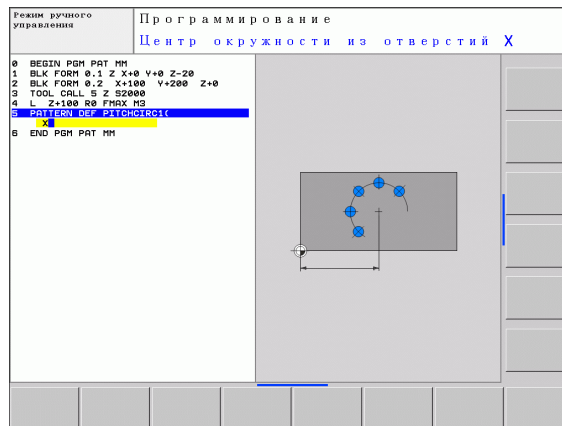 Режим ручного
управления
Программирование
Центр окружности из отверстий X
0 BEGIN PGM PAT MM
1 BLK FORM 0.1 Z X+0 Y+0 Z-20
2 BLK FORM 0.2 X+100 Y+200 Z+0
3 TOOL CALL 5 Z S2000
4 L Z+100 R0 FMAX M3
5 PATTERN DEF PITCHCIRC1(
X
6 END PGM PAT MM